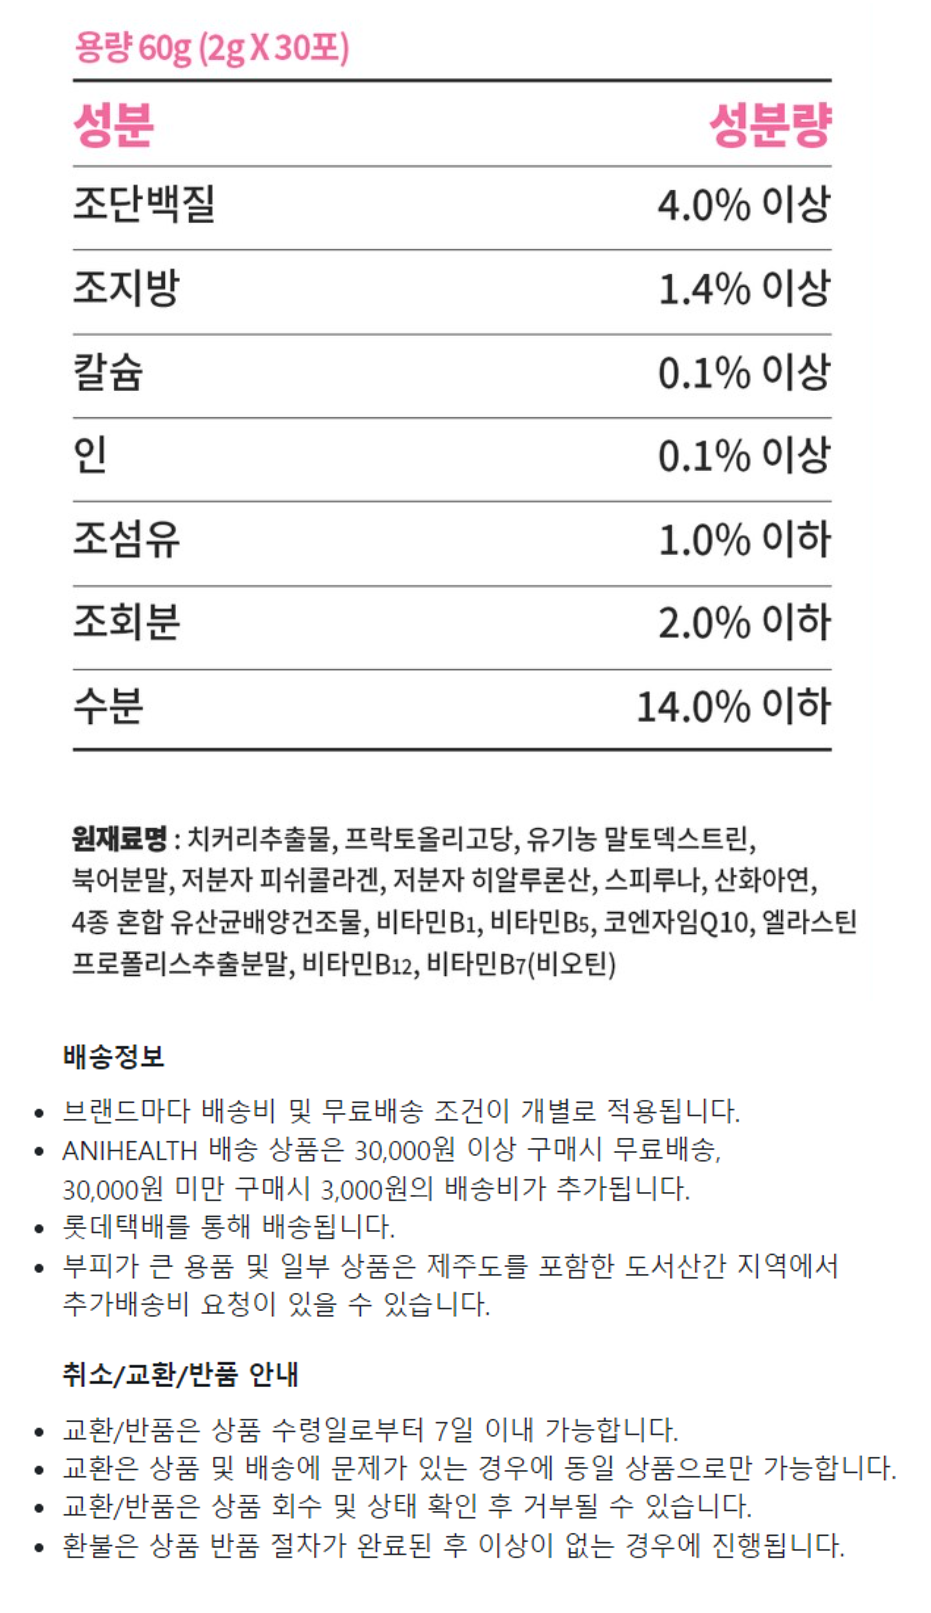 용량 60g (2g X 30포)
성분 성분량
조단백질 4.0% 이상
조지방 1.4% 이상
칼슘 0.1% 이상
인 0.1% 이상
조섬유 1.0% 이하
조회분 2.0% 이하
수분 14.0% 이하
원재료명 : 치커리추출물, 프락토올리고당, 유기농 말토덱스트린,
북어분말, 저분자 피쉬콜라겐, 저분자 히알루론산, 스피루나, 산화아연,
4종 혼합 유산균배양건조물, 비타민B1, 비타민B5, 코엔자임Q10, 엘라스틴
프로폴리스추출분말, 비타민B12, 비타민B7(비오틴)
배송정보
• 브랜드마다 배송비 및 무료배송 조건이 개별로 적용됩니다.
• ANIHEALTH 배송 상품은 30,000원 이상 구매시 무료배송,
30,000원 미만 구매시 3,000원의 배송비가 추가됩니다.
• 롯데택배를 통해 배송됩니다.
• 부피가 큰 용품 및 일부 상품은 제주도를 포함한 도서산간 지역에서
추가배송비 요청이 있을 수 있습니다.
취소/교환/반품 안내
• 교환/반품은 상품 수령일로부터 7일 이내 가능합니다.
• 교환은 상품 및 배송에 문제가 있는 경우에 동일 상품으로만 가능합니다.
• 교환/반품은 상품 회수 및 상태 확인 후 거부될 수 있습니다.
• 환불은 상품 반품 절차가 완료된 후 이상이 없는 경우에 진행됩니다.